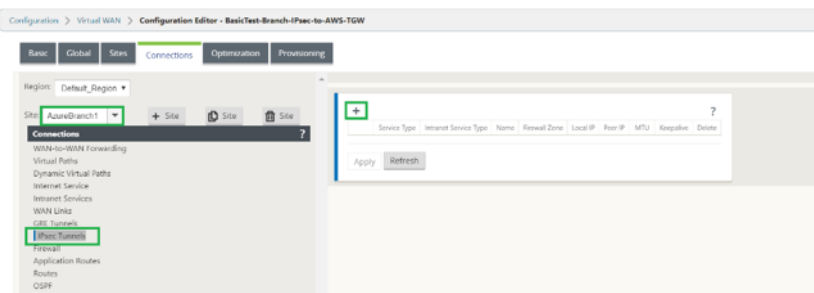 Configuration > Virtual WAN > Configuration Editor - BasicTest-Branch-IPsec-to-AWS-TGW
Basic Global Sites Connections Optimization Provisioning
Region: Default_Region
Site: AzureBranch1 + Site Site Site
Connections ?
WAN-to-WAN Forwarding
Virtual Paths
Dynamic Virtual Paths
Internet Service
Intranet Services
WAN Links
GRE Tunnels
IPsec Tunnels
Firewall
Application Routes
Routes
OSPF
+ ?
Service Type Intranet Service Type Name Firewall Zone Local IP Peer IP MTU Keepalive Delete
Apply Refresh